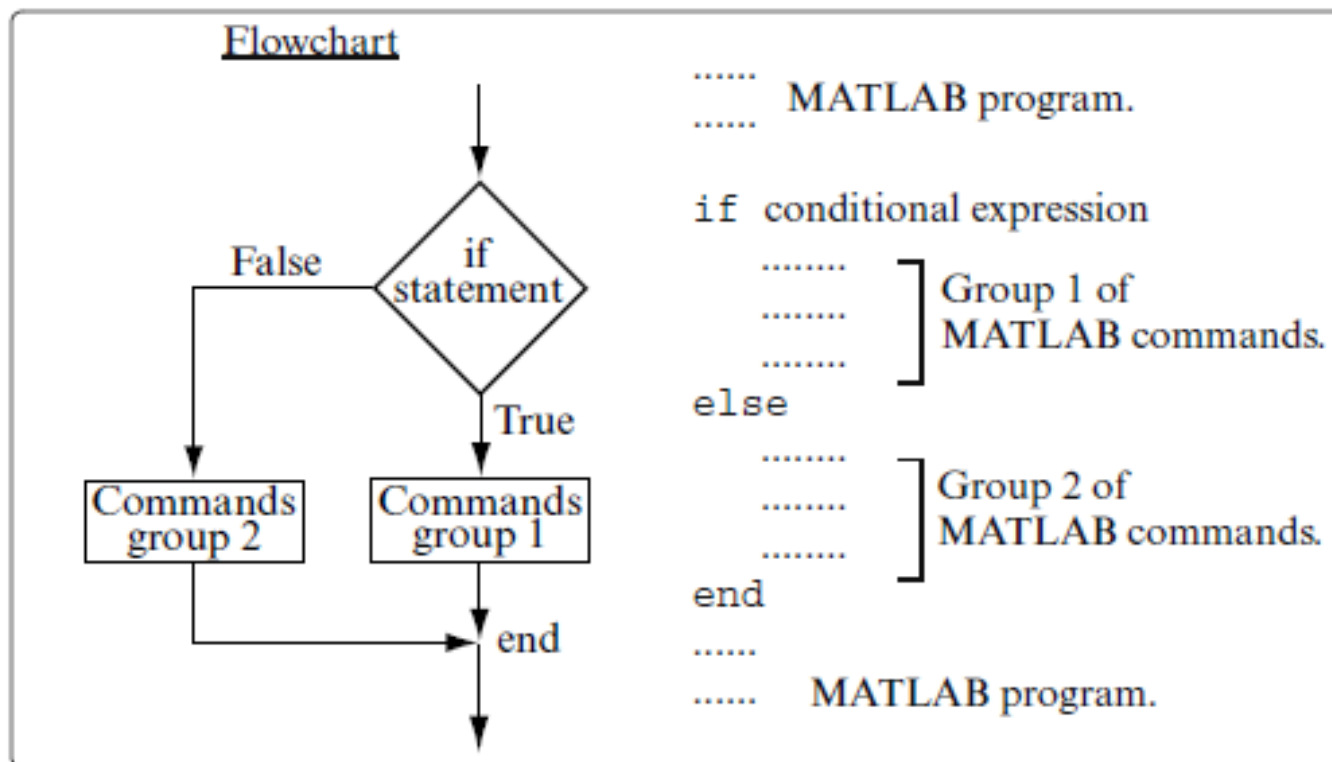 Flowchart
if
statement
False
True
Commands
group 2
Commands
group 1
end
......
MATLAB program.
......
if conditional expression
........
........
........
Group 1 of
MATLAB commands.
else
........
........
........
Group 2 of
MATLAB commands.
end
......
...... MATLAB program.